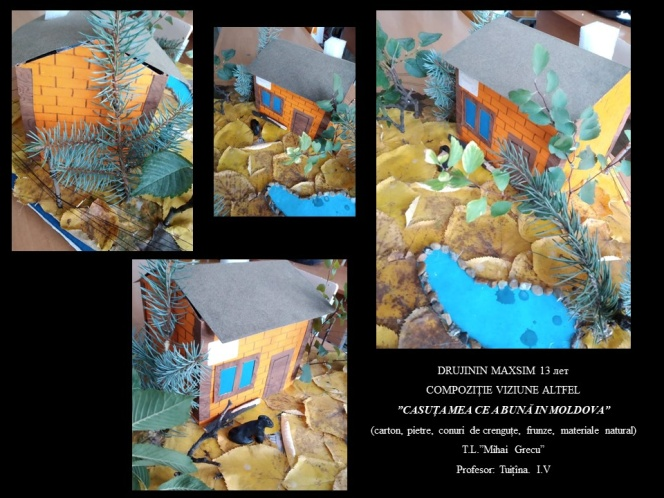 DRUJININ MAXSIM 13 лет
COMPOZIȚIE VIZIUNE ALTFEL
"CASUȚA MEA CE A BUNĂ IN MOLDOVA"
(carton, pietre, conuri de crenguțe, frunze, materiale natural)
T.L."Mihai Grecu"
Profesor: Tuițina. I.V